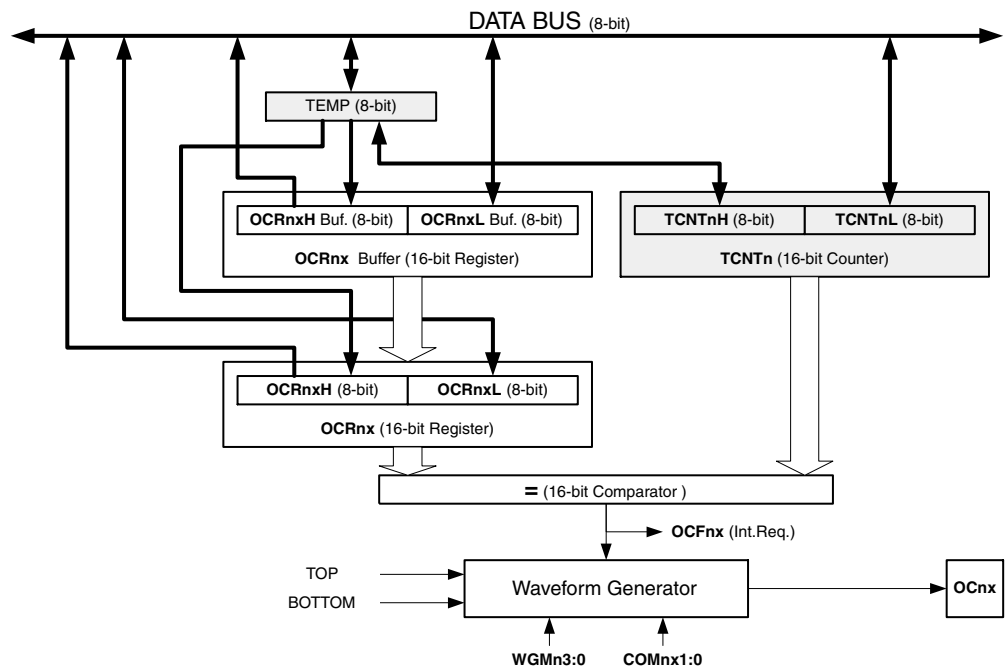 DATA BUS (8-bit)
TEMP (8-bit)
OCRnxH Buf. (8-bit) OCRnxL Buf. (8-bit)
OCRnx Buffer (16-bit Register)
TCNTnH (8-bit) TCNTnL (8-bit)
TCNTn (16-bit Counter)
OCRnxH (8-bit) OCRnxL (8-bit)
OCRnx (16-bit Register)
= (16-bit Comparator )
OCFnx (Int.Req.)
TOP
BOTTOM
Waveform Generator
OCnx
WGMn3:0 COMnx1:0